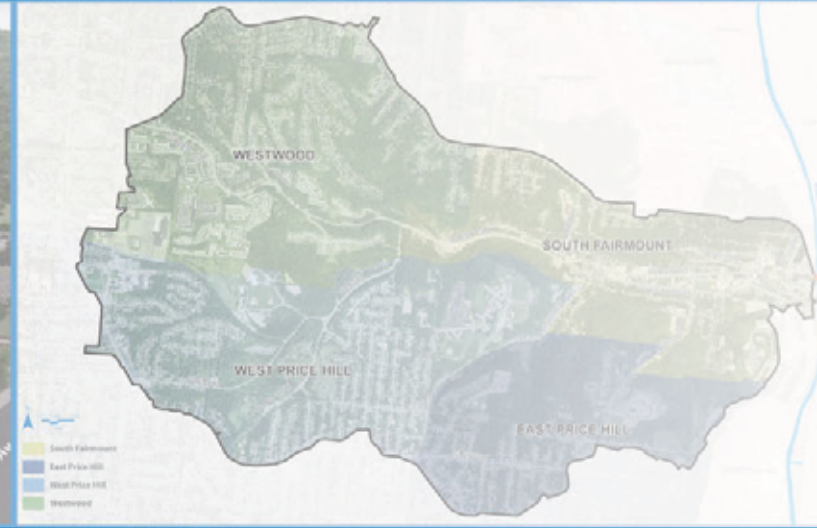 WESTWOOD
SOUTH FAIRMOUNT
WEST PRICE HILL
EAST PRICE HILL
South Fairmount
East Price Hill
West Price Hill
Westwood